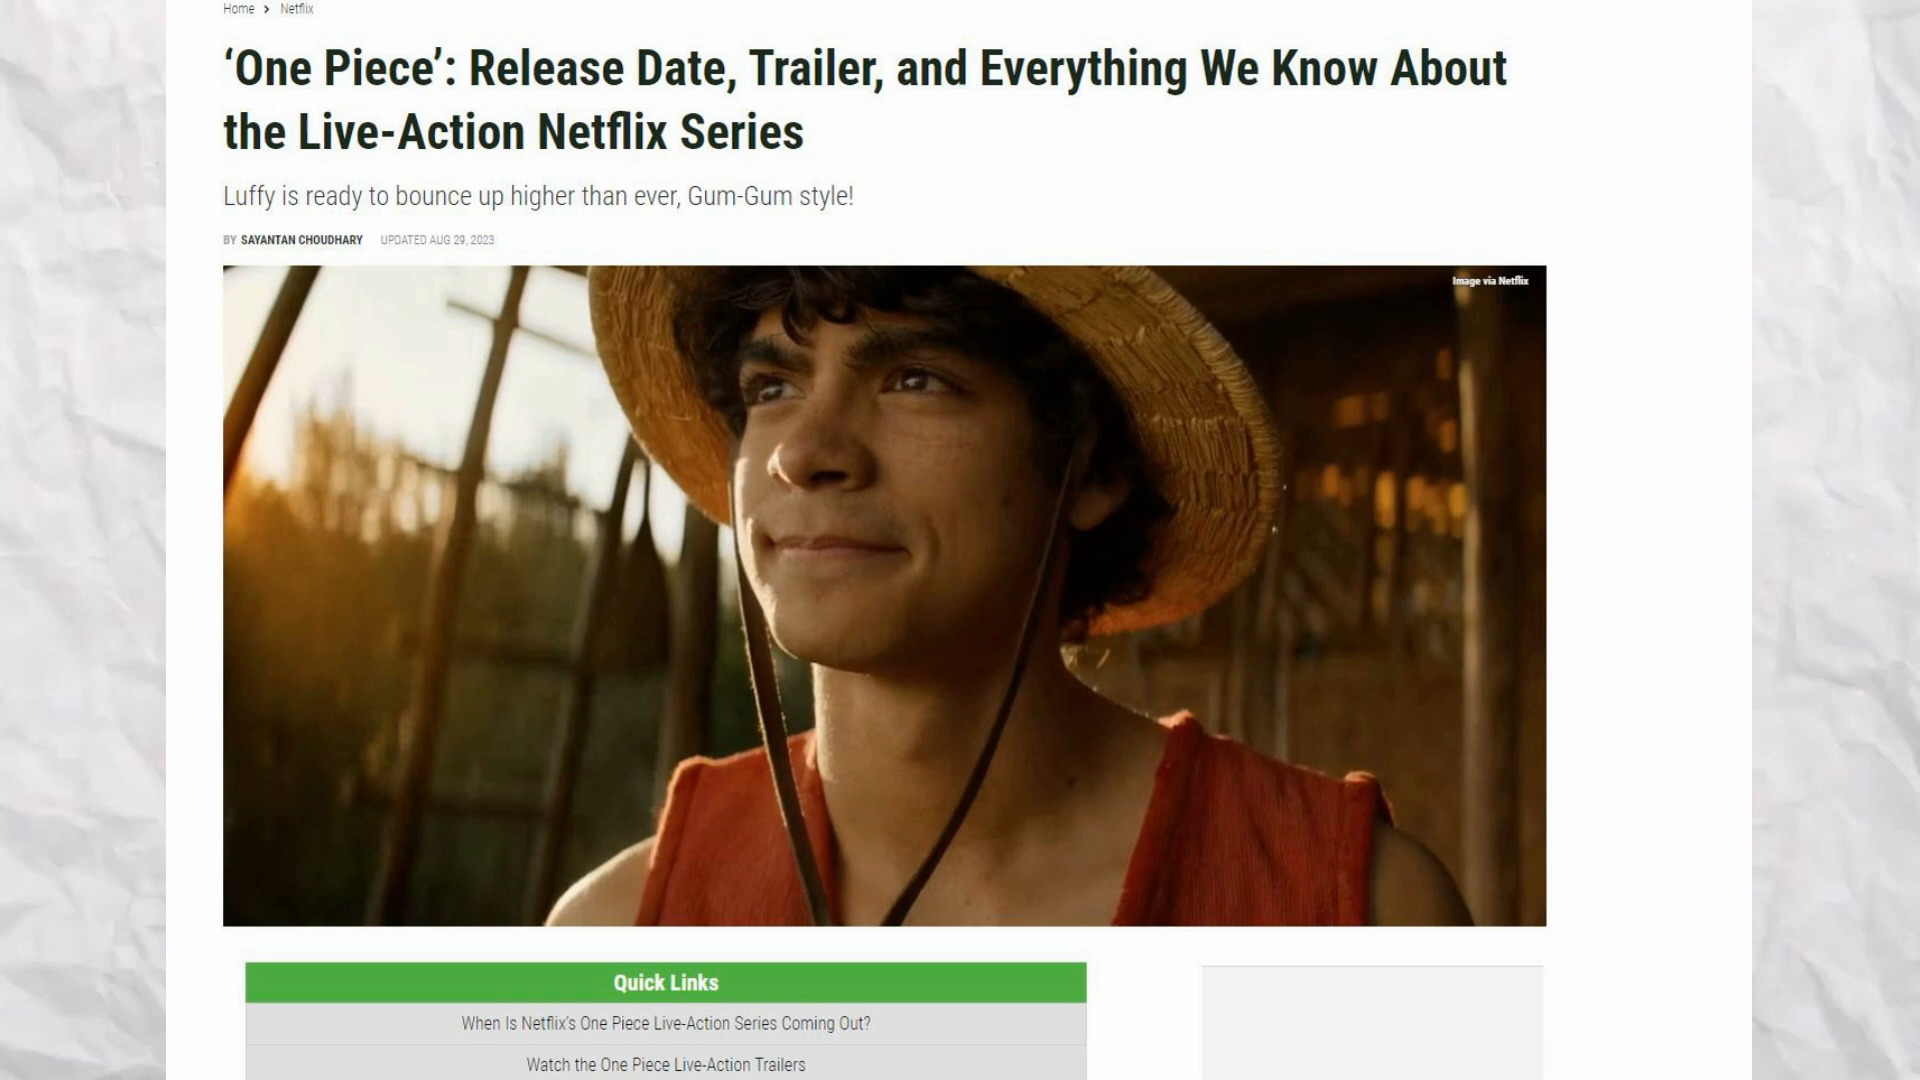 Home > Netflix
‘One Piece’: Release Date, Trailer, and Everything We Know About
the Live-Action Netflix Series
Luffy is ready to bounce up higher than ever, Gum-Gum style!
BY SAYANTAN CHOUDHARY UPDATED AUG 29, 2023
Image via Netflix
Quick Links
When Is Netflix's One Piece Live-Action Series Coming Out?
Watch the One Piece Live-Action Trailers